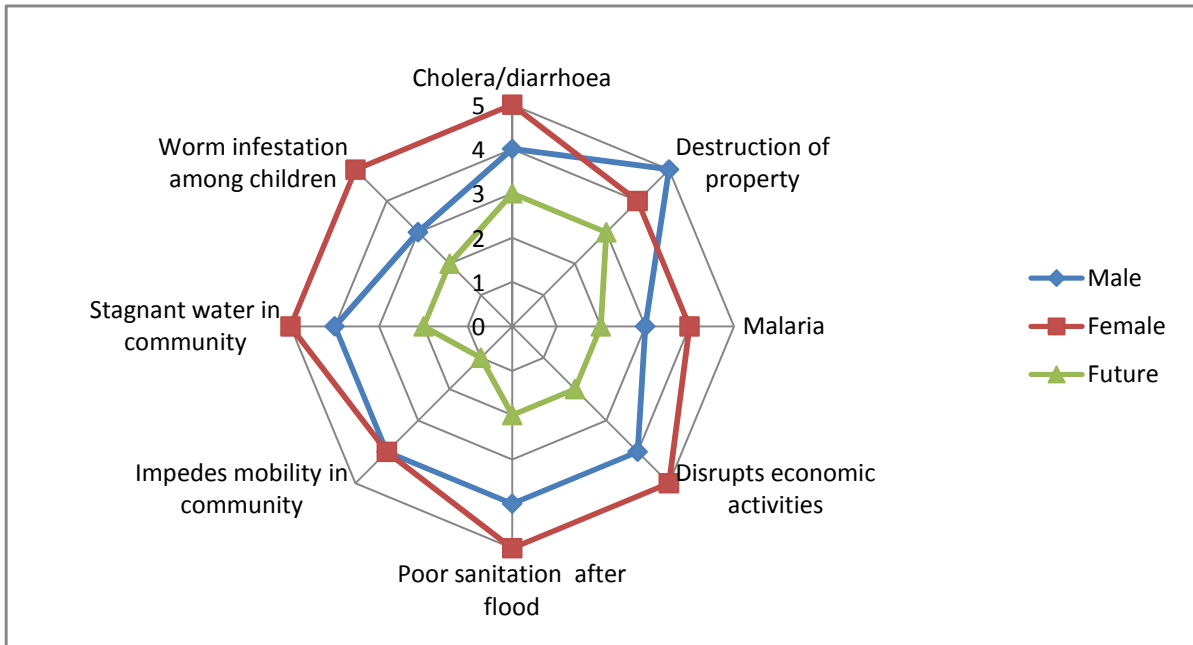 Cholera/diarrhoea
5
4
3
2
1
0
Destruction of
property
Malaria
Disrupts economic
activities
Poor sanitation  after
flood
Impedes mobility in
community
Stagnant water in
community
Worm infestation
among children
Male
Female
Future